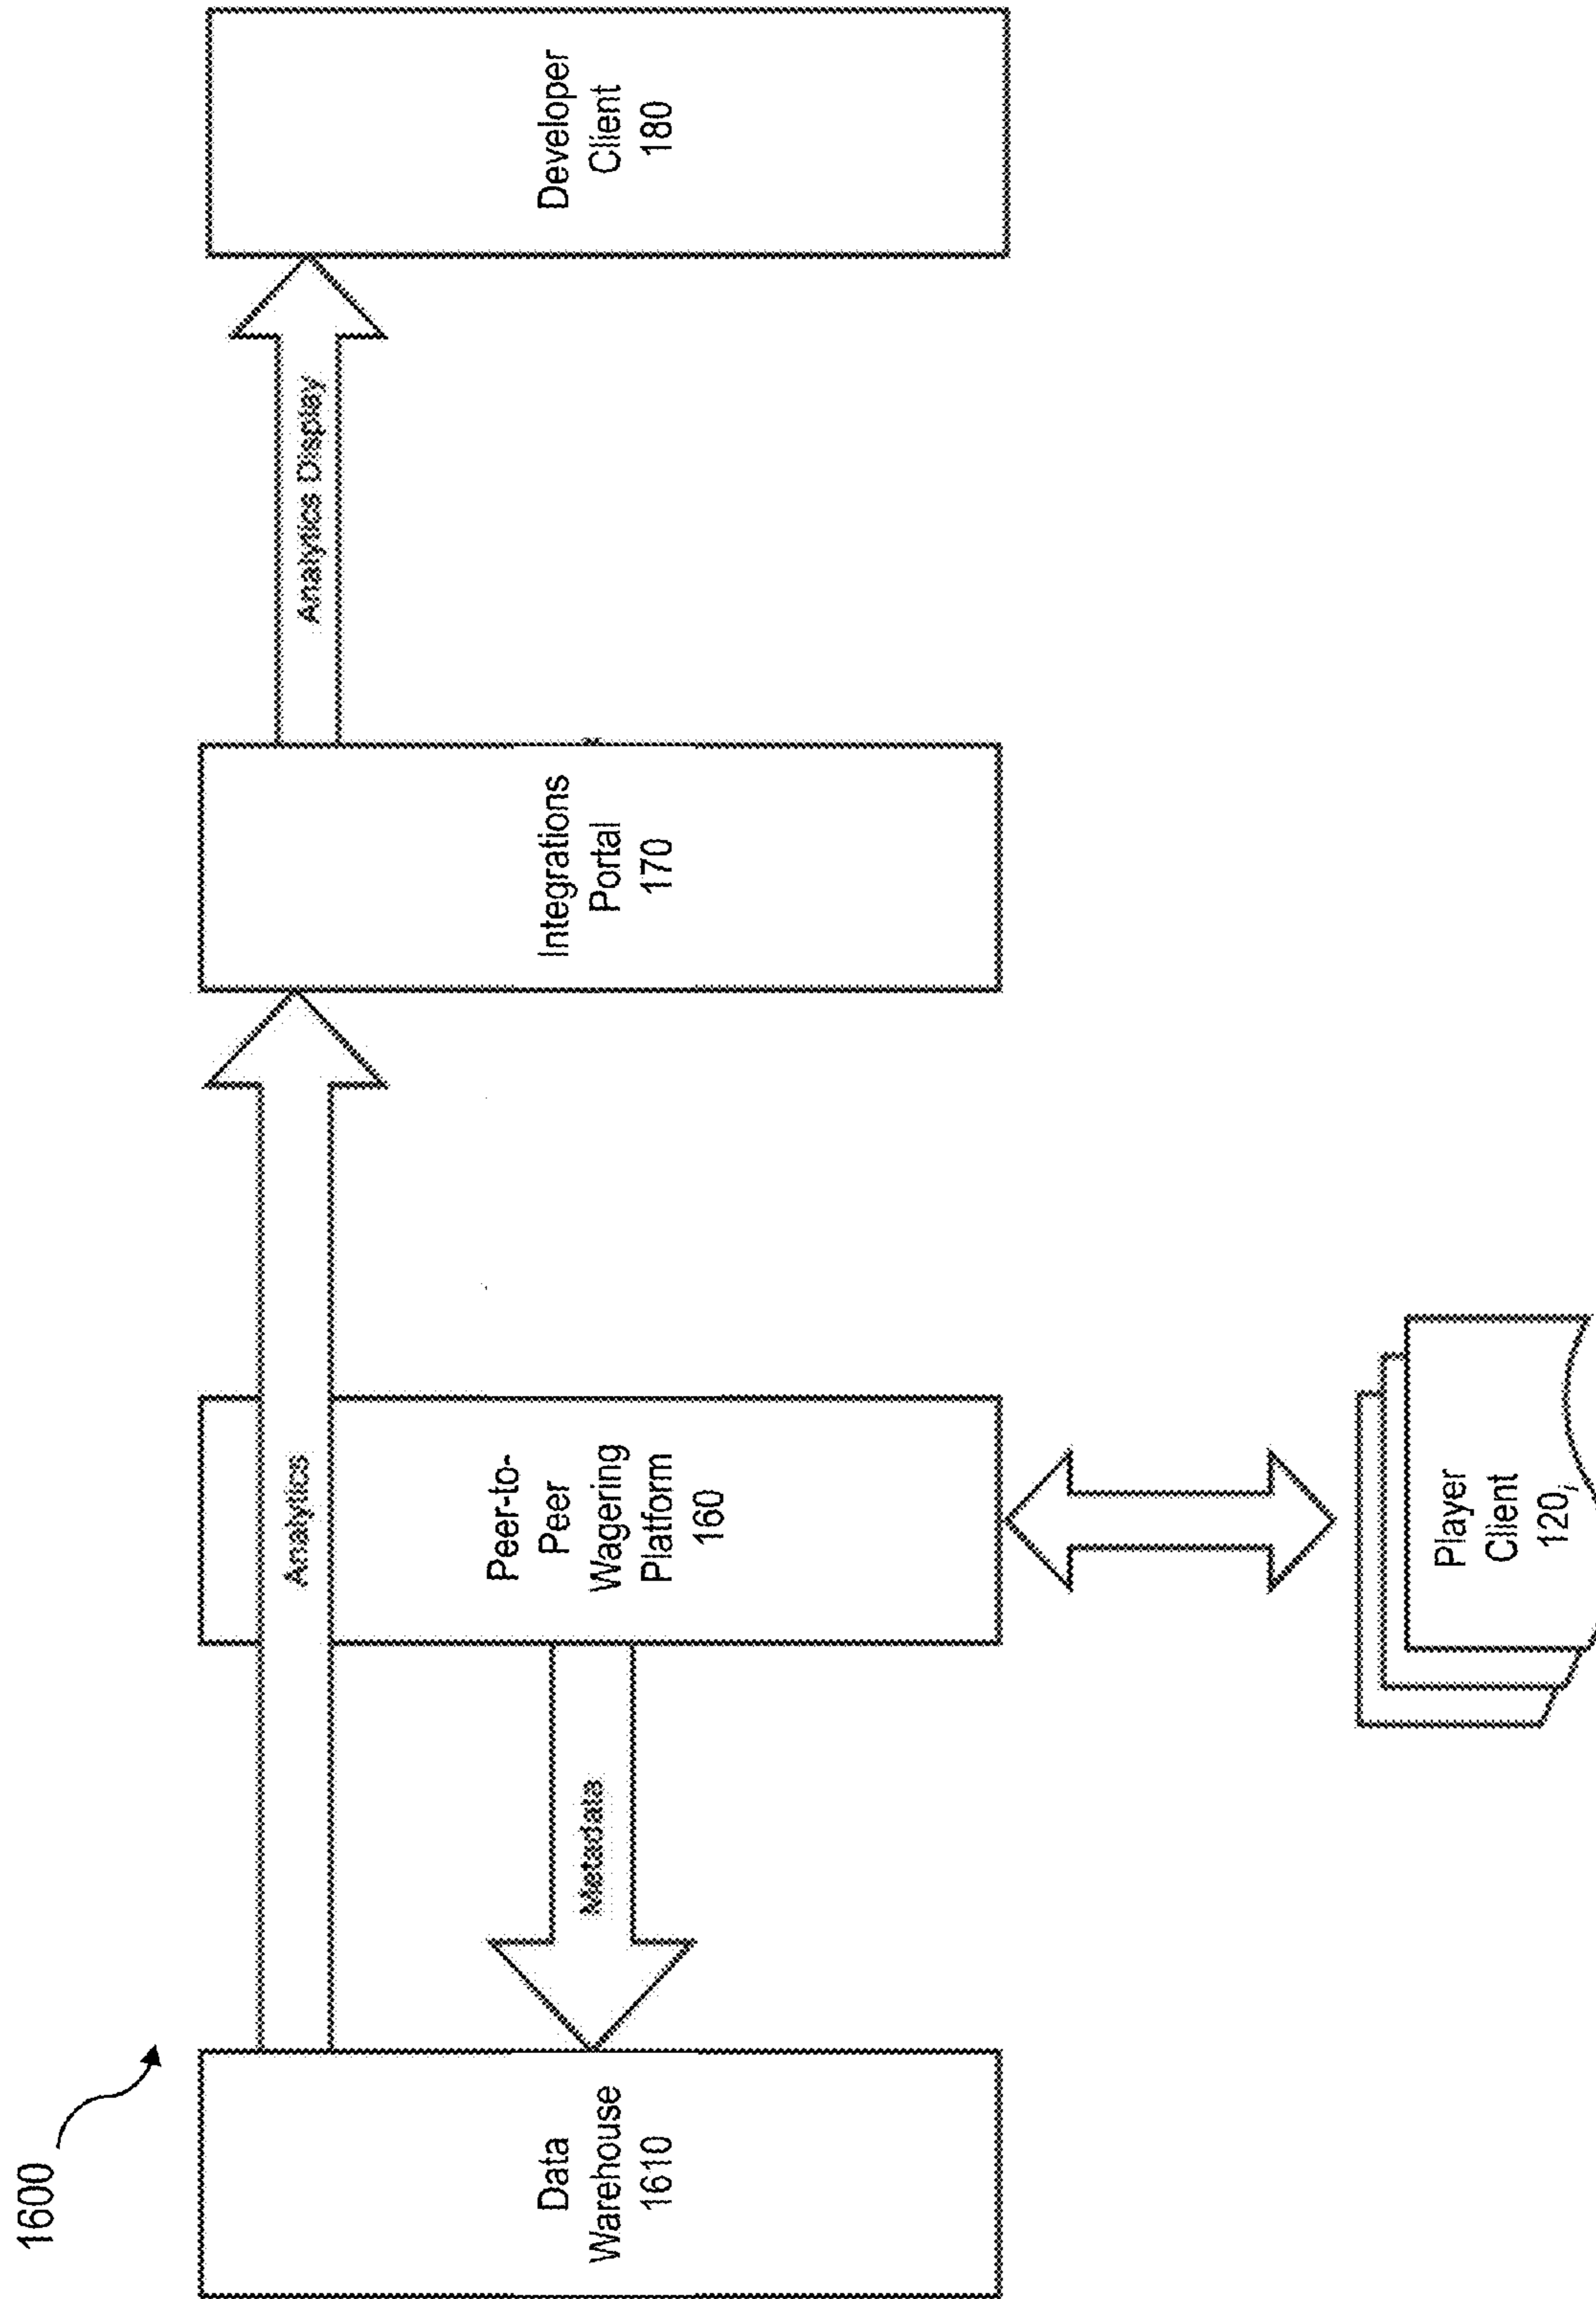 1600
Data
Warehouse
1610
Analytics
Metadata
Peer-to-
Peer
Wagering
Platform
160
Player
Client
120i
Integrations
Portal
170
Analytics Display
Developer
Client
180